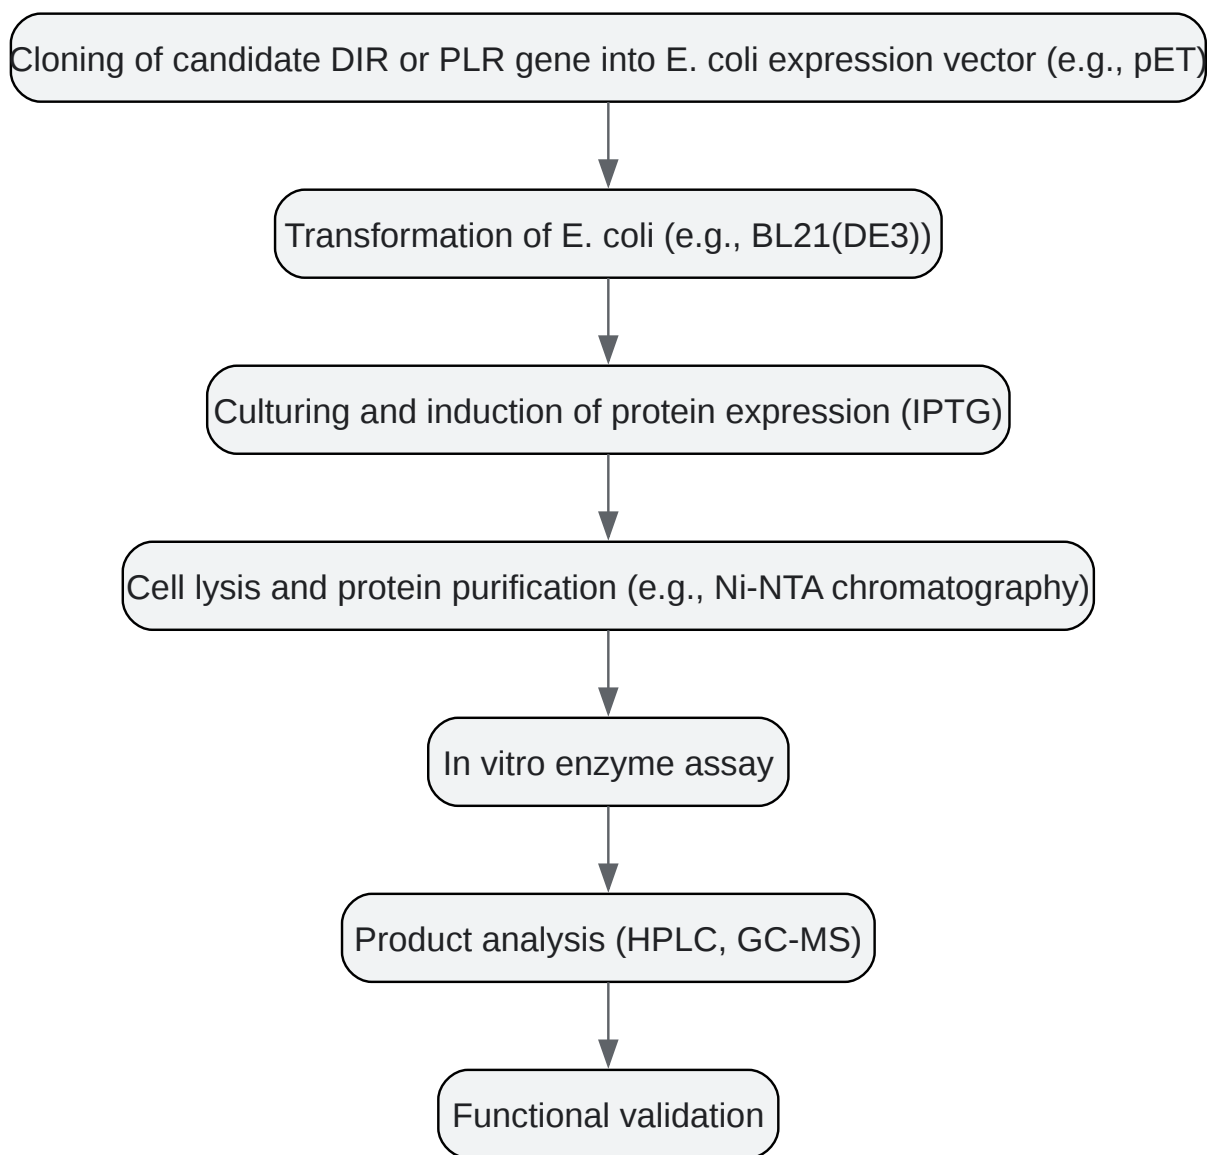 Cloning of candidate DIR or PLR gene into E. coli expression vector (e.g., pET)
Transformation of E. coli (e.g., BL21(DE3))
Culturing and induction of protein expression (IPTG)
Cell lysis and protein purification (e.g., Ni-NTA chromatography)
In vitro enzyme assay
Product analysis (HPLC, GC-MS)
Functional validation